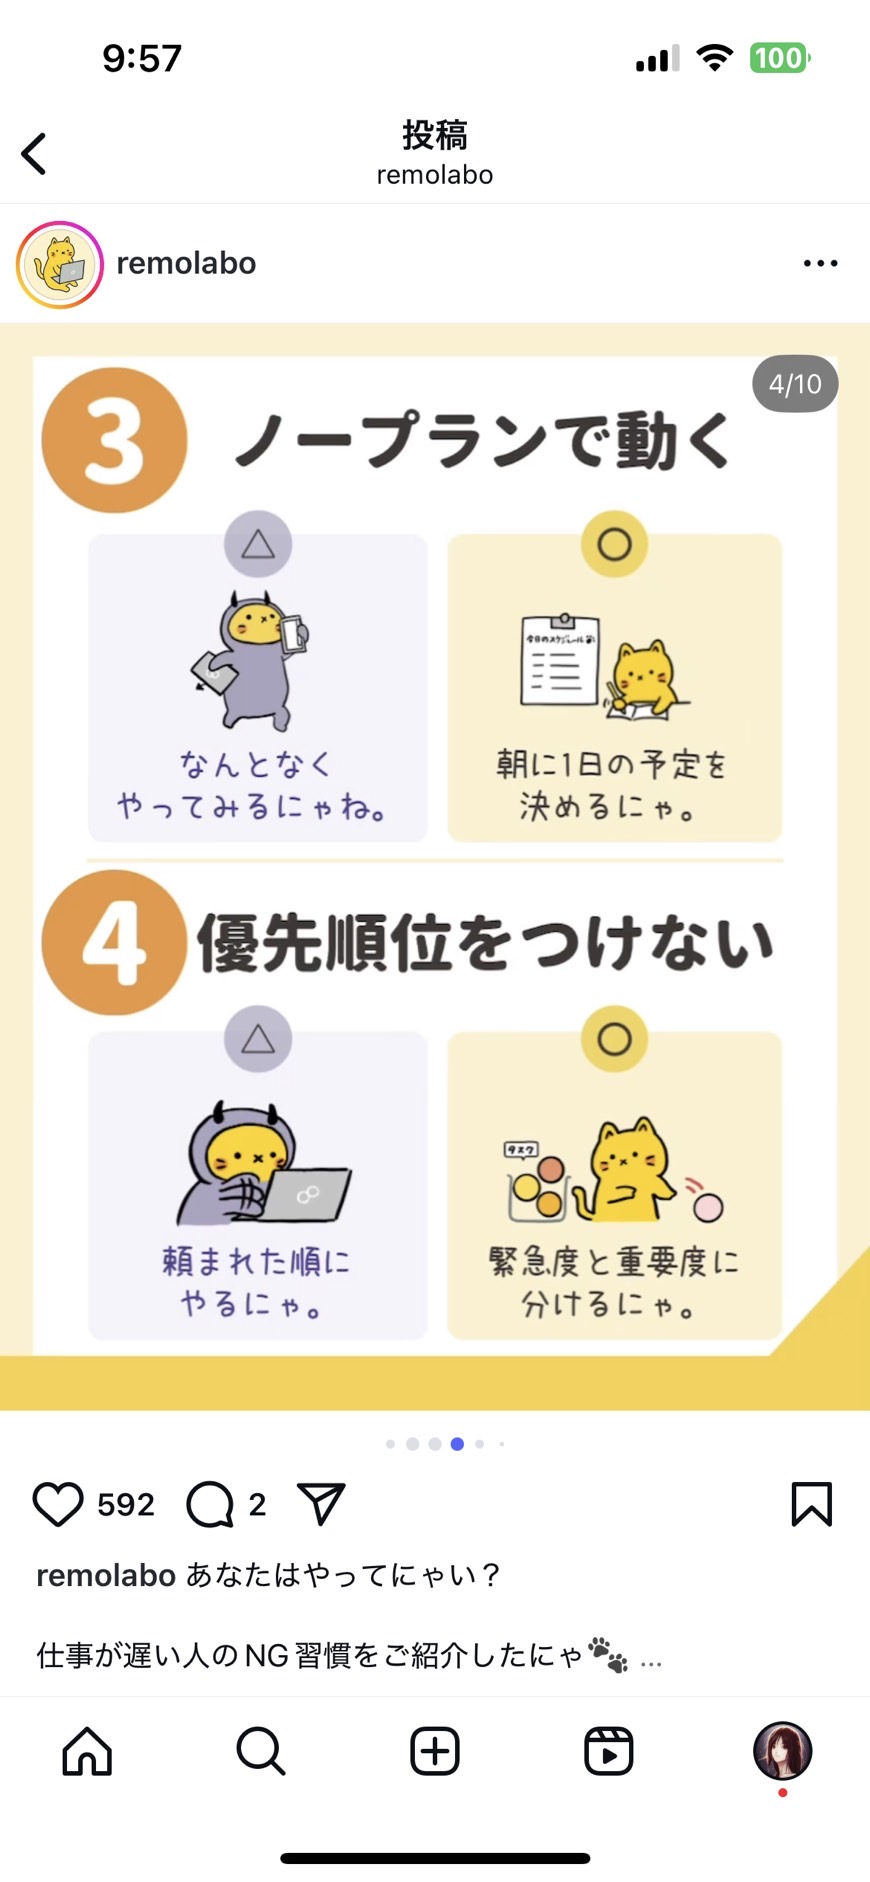 9:57
100
投稿
remolabo
remolabo
4/10
3 ノープランで動く
△
なんとなく
やってみるにゃね。
○
今日のスケジュール
朝に1日の予定を
決めるにゃ。
4 優先順位をつけない
△
頼まれた順に
やるにゃ。
○
タスク
緊急度と重要度に
分けるにゃ。
592
2
remolabo あなたはやってにゃい？
仕事が遅い人のNG習慣をご紹介したにゃ🐾 ...